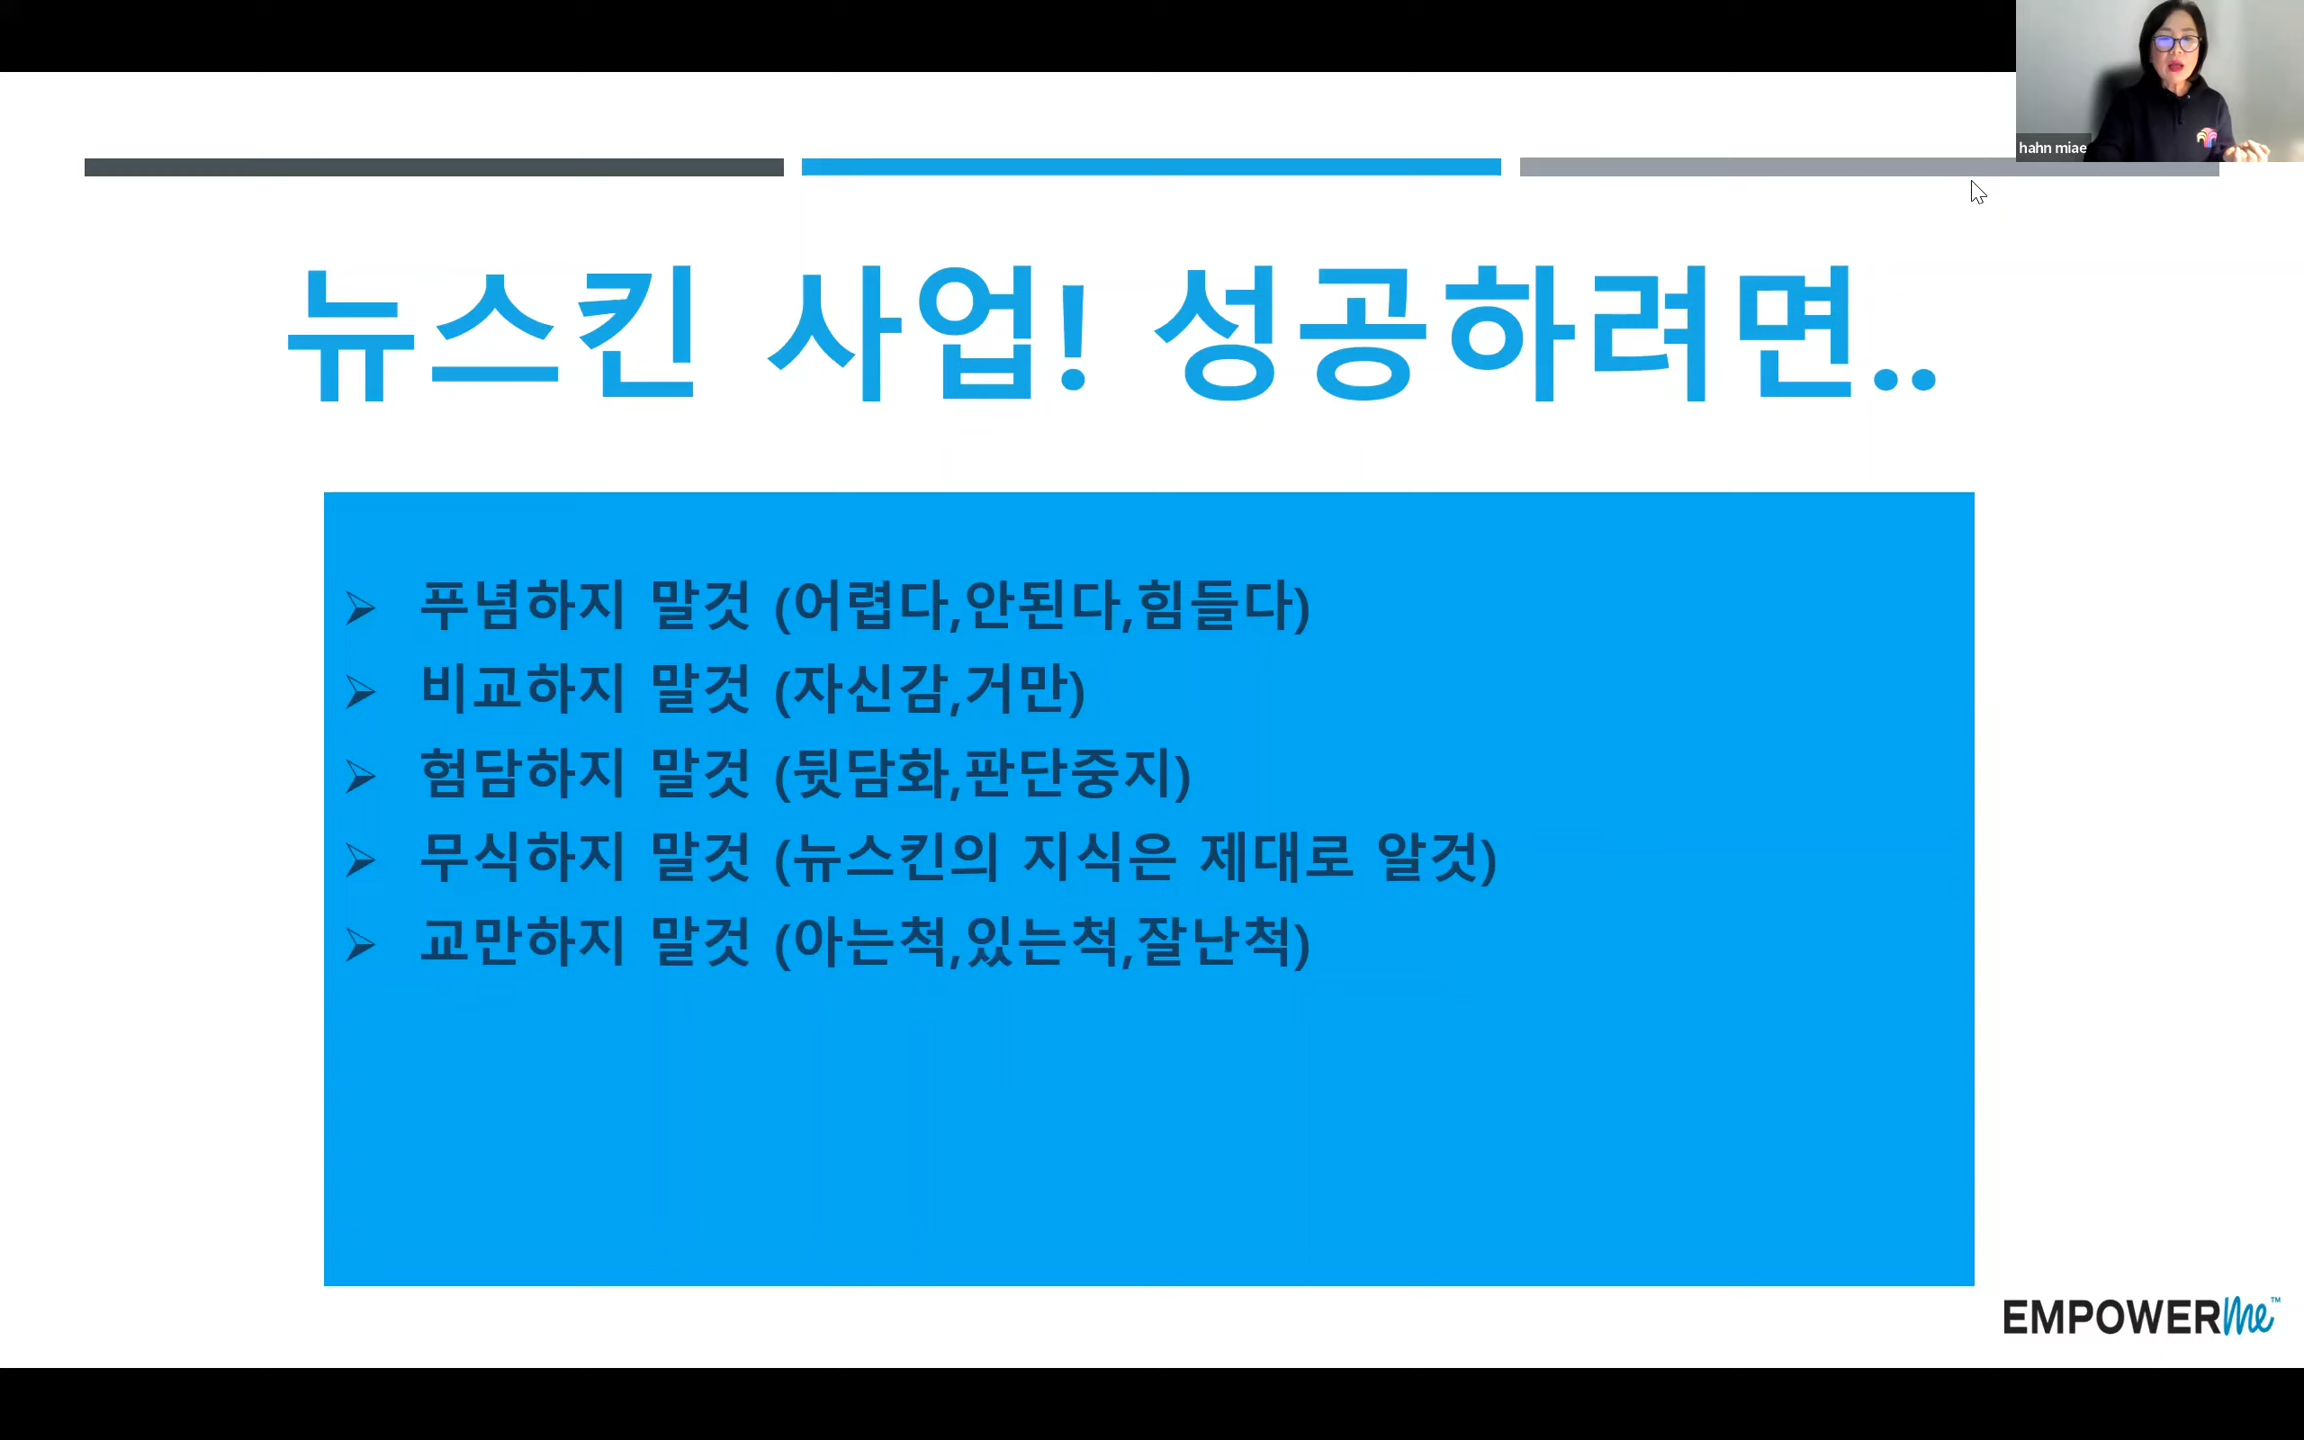 hahn miae
뉴스킨 사업! 성공하려면..
➢ 푸념하지 말것 (어렵다,안된다,힘들다)
➢ 비교하지 말것 (자신감,거만)
➢ 험담하지 말것 (뒷담화,판단중지)
➢ 무식하지 말것 (뉴스킨의 지식은 제대로 알것)
➢ 교만하지 말것 (아는척,있는척,잘난척)
EMPOWERMe™